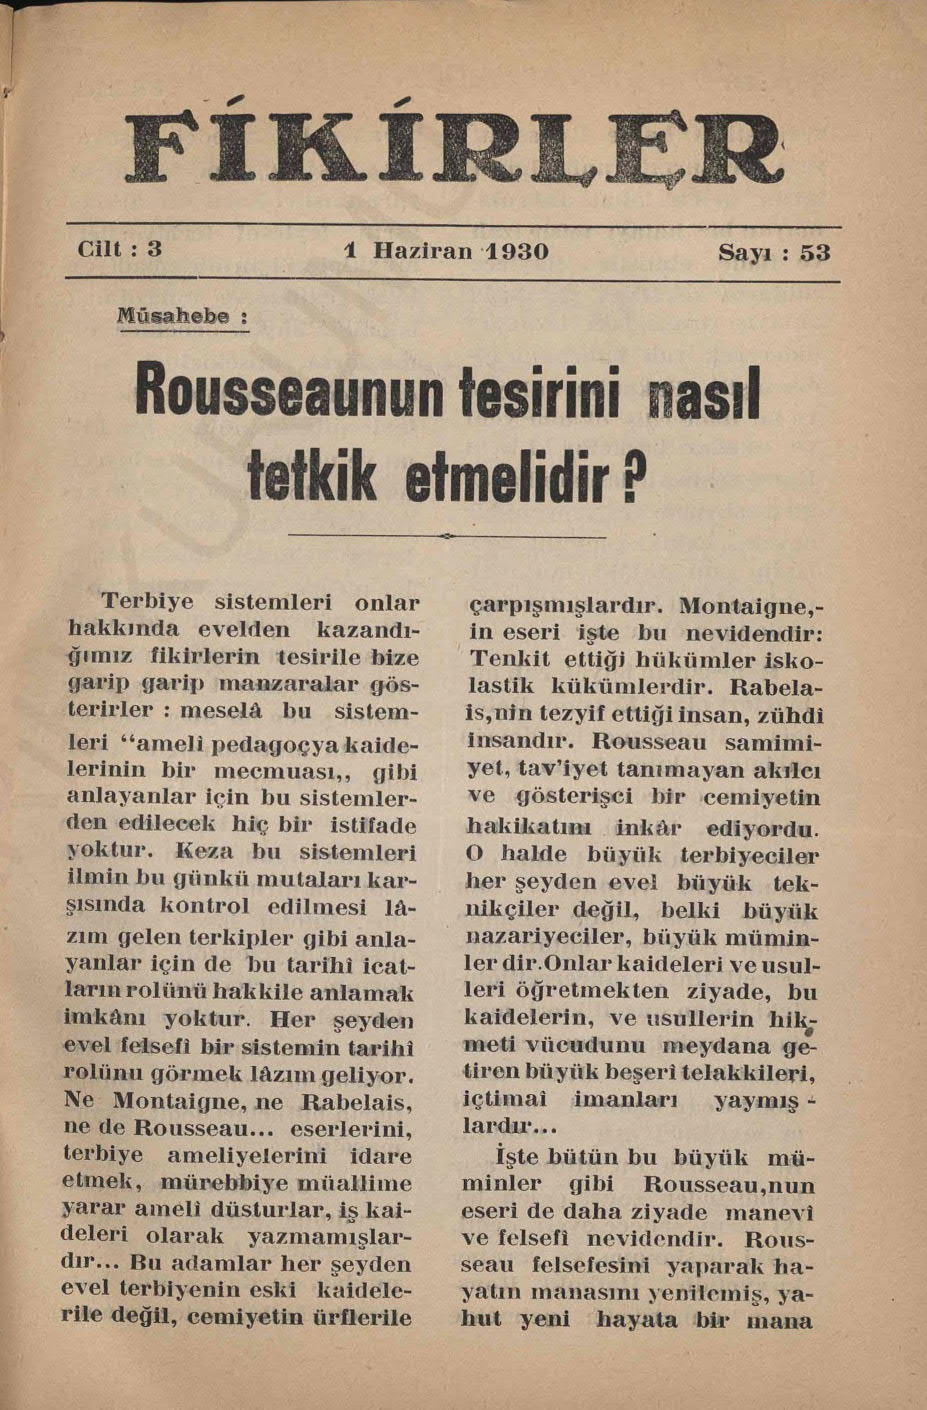 FİKİRLER
Cilt : 3 1 Haziran 1930 Sayı : 53
Müsahebe :
Rousseaunun tesirini nasıl
tetkik etmelidir ?
Terbiye sistemleri onlar
hakkında evelden kazandı-
ğımız fikirlerin tesirile bize
garip garip manzaralar gös-
terirler : meselâ bu sistem-
leri “ameli pedagoçya kaide-
lerinin bir mecmuası,, gibi
anlayanlar için bu sistemler-
den edilecek hiç bir istifade
yoktur. Keza bu sistemleri
ilmin bu günkü mutaları kar-
şısında kontrol edilmesi lâ-
zım gelen terkipler gibi anla-
yanlar için de bu tarihî icat-
ların rolünü hakkile anlamak
imkânı yoktur. Her şeyden
evel felsefî bir sistemin tarihî
rolünu görmek lâzım geliyor.
Ne Montaigne, ne Rabelais,
ne de Rousseau... eserlerini,
terbiye ameliyelerini idare
etmek, mürebbiye müallime
yarar amelî düsturlar, iş kai-
deleri olarak yazmamışlar-
dır... Bu adamlar her şeyden
evel terbiyenin eski kaidele-
rile değil, cemiyetin ürflerile
çarpışmışlardır. Montaigne,-
in eseri işte bu nevidendir:
Tenkit ettiği hükümler isko-
lastik kükümlerdir. Rabela-
is,nin tezyif ettiği insan, zühdî
insandır. Rousseau samimi-
yet, tav’iyet tanımayan akılcı
ve gösterişci bir cemiyetin
hakikatını inkâr ediyordu.
O halde büyük terbiyeciler
her şeyden evel büyük tek-
nikçiler değil, belki büyük
nazariyeciler, büyük mümin-
ler dir.Onlar kaideleri ve usul-
leri öğretmekten ziyade, bu
kaidelerin, ve usullerin hik-
meti vücudunu meydana ge-
tiren büyük beşerî telakkileri,
içtimaî imanları yaymış -
lardır...
İşte bütün bu büyük mü-
minler gibi Rousseau,nun
eseri de daha ziyade manevî
ve felsefî nevidendir. Rous-
seau felsefesini yaparak ha-
yatın manasını yenilemiş, ya-
hut yeni hayata bir mana